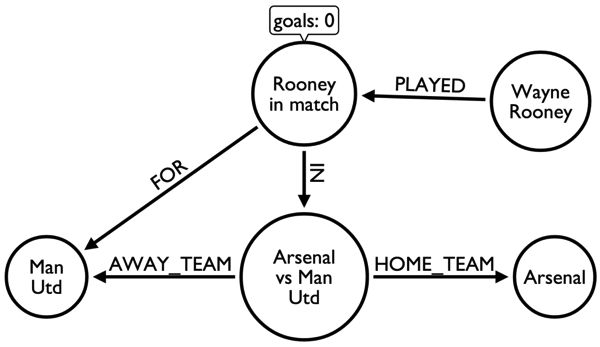 goals: 0
Rooney
in match
PLAYED
Wayne
Rooney
FOR
IN
Man
Utd
AWAY_TEAM
Arsenal
vs Man
Utd
HOME_TEAM
Arsenal